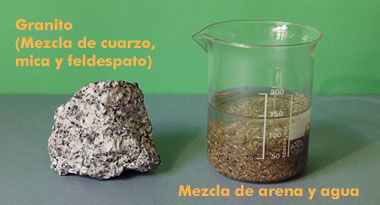 Granito
(Mezcla de cuarzo,
mica y feldespato)
200
150
100
50
Mezcla de arena y agua